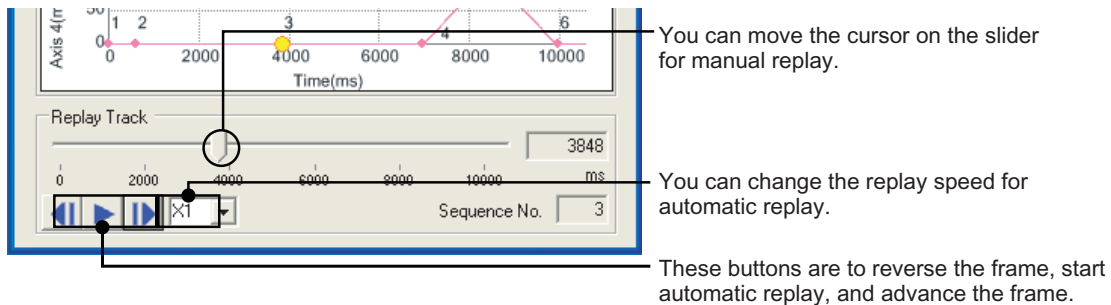 Axis 4(m
50
1 2 3 4 6
0
0 2000 4000 6000 8000 10000
Time(ms)
You can move the cursor on the slider
for manual replay.
Replay Track
3848
0 2000 4000 6000 8000 10000 ms
X1
Sequence No. 3
You can change the replay speed for
automatic replay.
These buttons are to reverse the frame, start
automatic replay, and advance the frame.